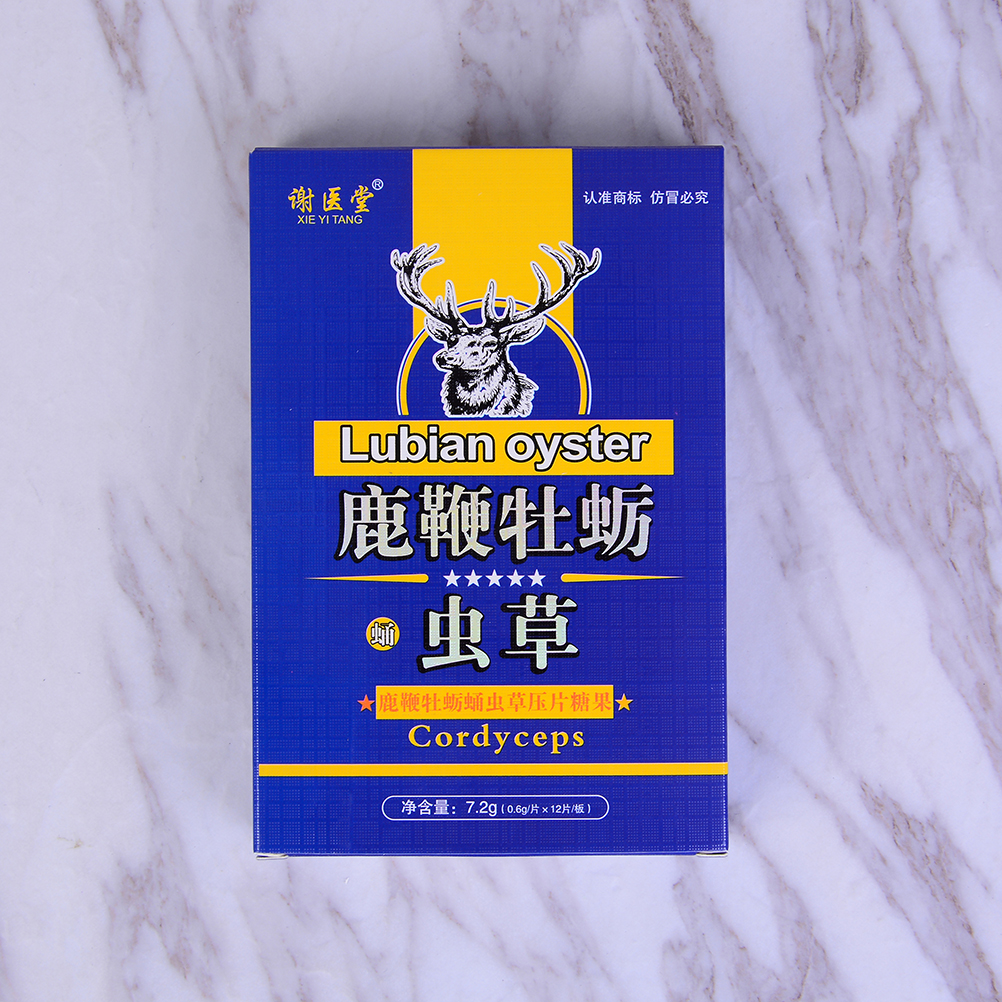 谢医堂®
XIE YI TANG
认准商标 仿冒必究
Lubian oyster
鹿鞭牡蛎
蛹
虫草
鹿鞭牡蛎蛹虫草压片糖果
Cordyceps
净含量：7.2g（0.6g/片×12片/板）